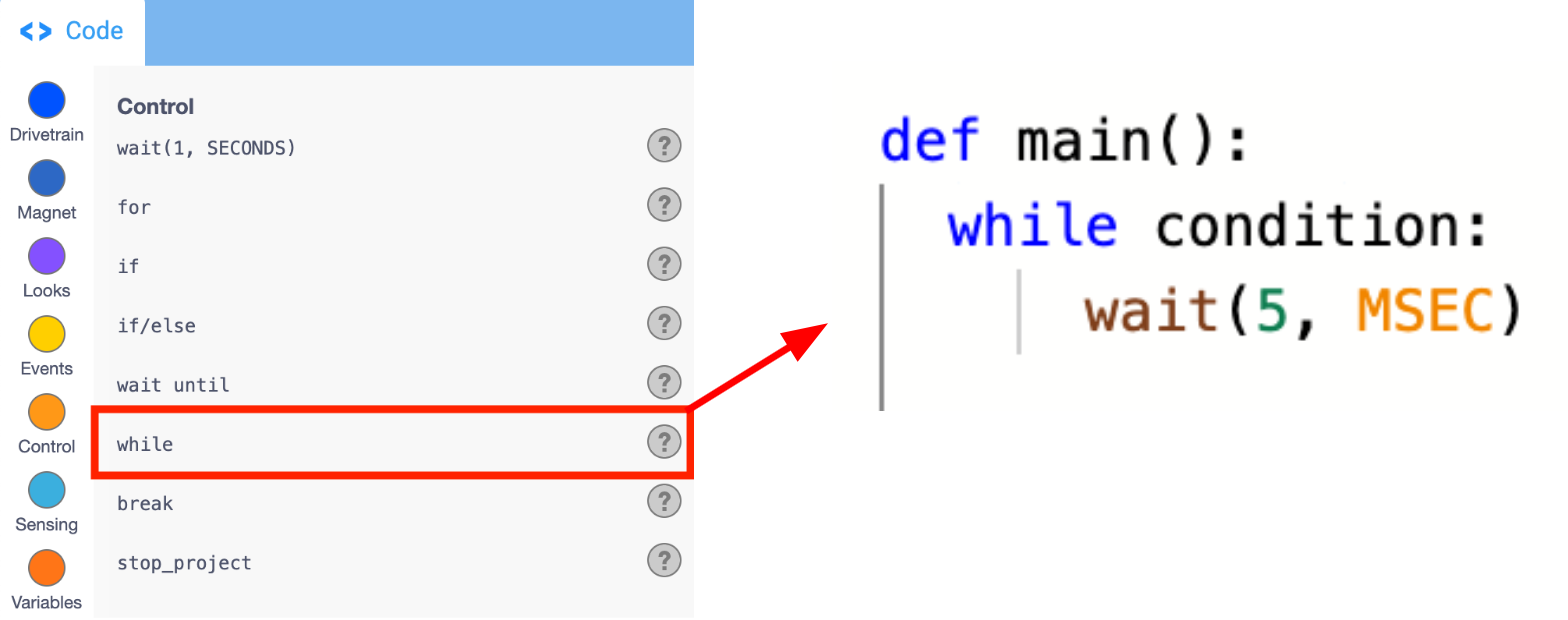 <> Code
Drivetrain
Magnet
Looks
Events
Control
Sensing
Variables
Control
wait(1, SECONDS) ?
for ?
if ?
if/else ?
wait until ?
while ?
break ?
stop_project ?
def main():
while condition:
wait(5, MSEC)